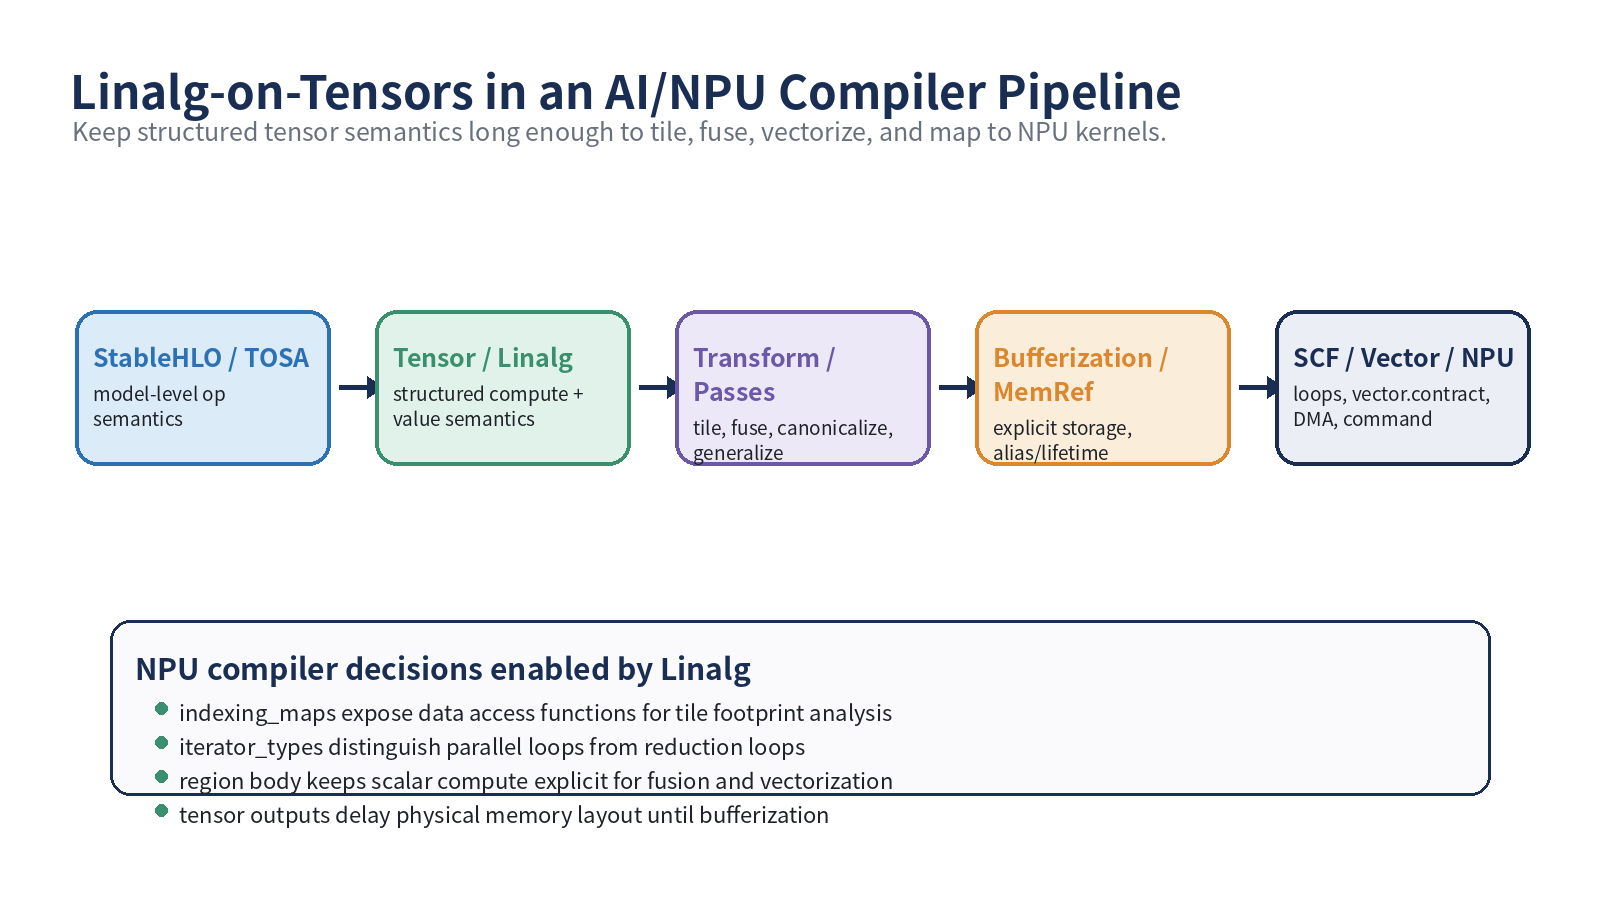 Linalg-on-Tensors in an AI/NPU Compiler Pipeline
Keep structured tensor semantics long enough to tile, fuse, vectorize, and map to NPU kernels.
StableHLO / TOSA
model-level op
semantics
Tensor / Linalg
structured compute +
value semantics
Transform /
Passes
tile, fuse, canonicalize,
generalize
Bufferization /
MemRef
explicit storage,
alias/lifetime
SCF / Vector / NPU
loops, vector.contract,
DMA, command
NPU compiler decisions enabled by Linalg
indexing_maps expose data access functions for tile footprint analysis
iterator_types distinguish parallel loops from reduction loops
region body keeps scalar compute explicit for fusion and vectorization
tensor outputs delay physical memory layout until bufferization